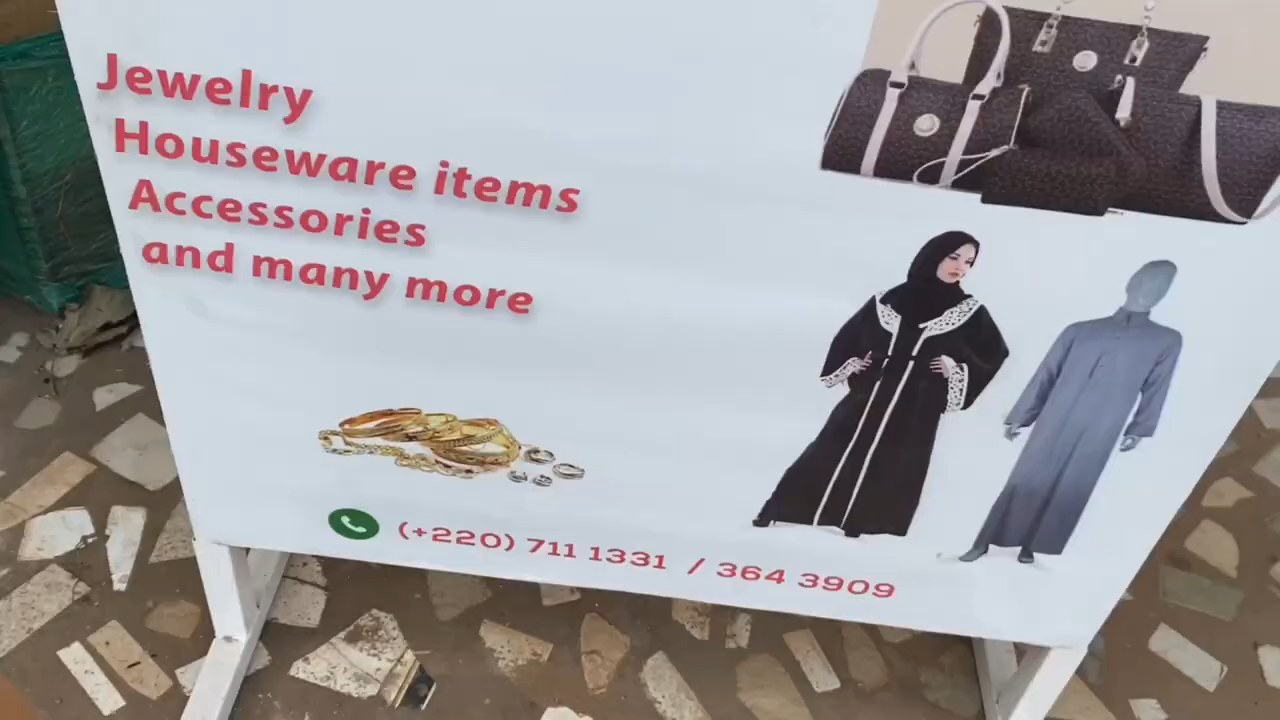 Jewelry
Houseware items
Accessories
and many more
(+220) 711 1331 / 364 3909